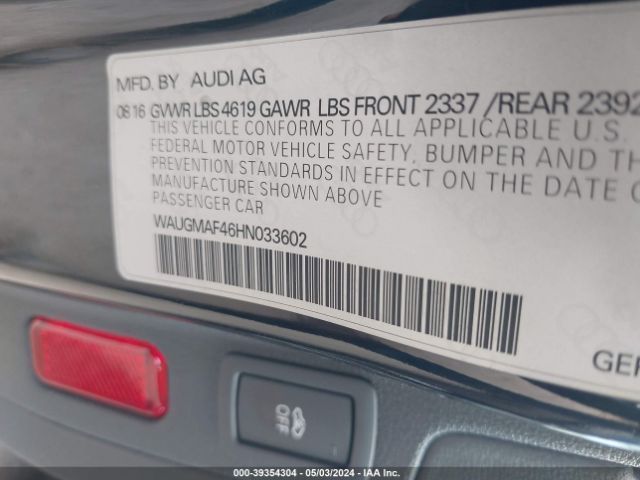 MFD. BY AUDI AG
08 16 GVWR LBS 4619 GAWR LBS FRONT 2337 /REAR 2392
THIS VEHICLE CONFORMS TO ALL APPLICABLE U.S.
FEDERAL MOTOR VEHICLE SAFETY, BUMPER AND
PREVENTION STANDARDS IN EFFECT ON THE DATE
MANUFACTURE SHOWN ABOVE
PASSENGER CAR
WAUGMAF46HN033602
OFF
000-39354304 - 05/03/2024 - IAA Inc.